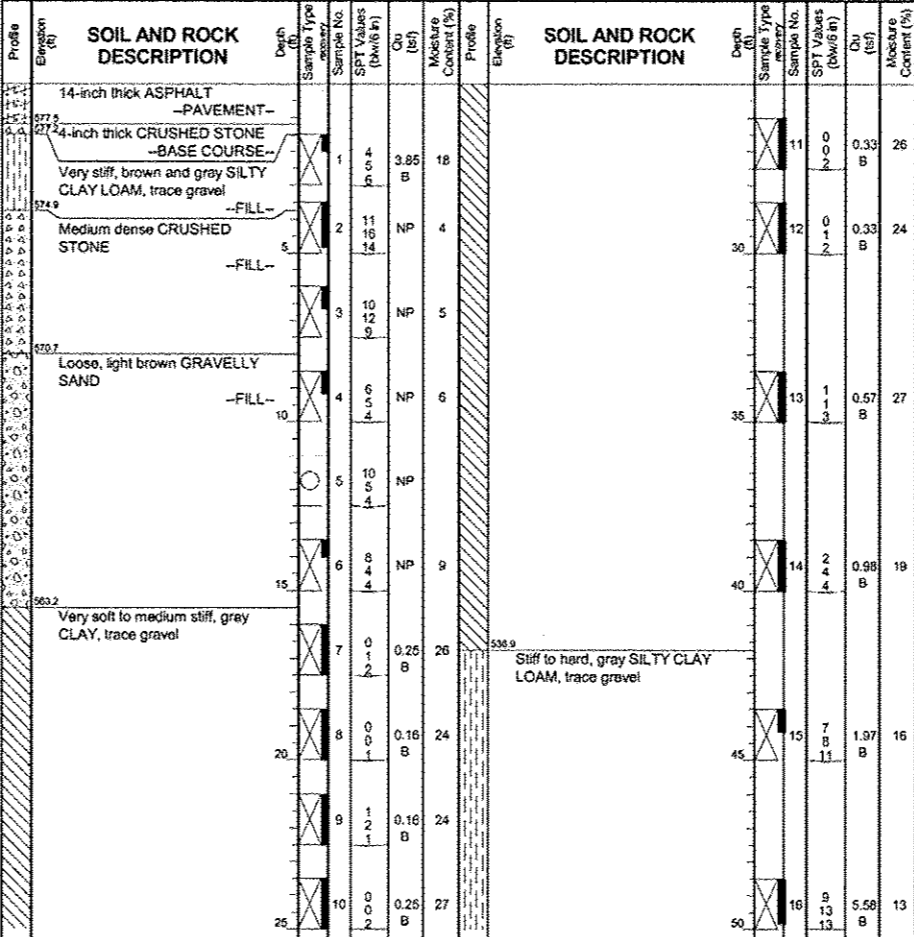 Profile
Elevation (ft)
SOIL AND ROCK DESCRIPTION
Depth (ft)
Sample Type
recovery
Sample No.
SPT Values (blw/6 in)
Qu (tsf)
Moisture Content (%)
Profile
Elevation (ft)
SOIL AND ROCK DESCRIPTION
Depth (ft)
Sample Type
recovery
Sample No.
SPT Values (blw/6 in)
Qu (tsf)
Moisture Content (%)
14-inch thick ASPHALT
--PAVEMENT--
577.5
577.2
4-inch thick CRUSHED STONE
--BASE COURSE--
1 4 5 6 3.85 B 18
Very stiff, brown and gray SILTY
CLAY LOAM, trace gravel
--FILL--
574.9
Medium dense CRUSHED
STONE
--FILL--
5
2 11 16 14 NP 4
3 10 12 9 NP 5
570.7
Loose, light brown GRAVELLY
SAND
--FILL--
10
4 6 5 4 NP 6
5 10 5 4 NP
15
6 8 4 4 NP 9
563.2
Very soft to medium stiff, gray
CLAY, trace gravel
7 0 1 2 0.25 B 26
20
8 0 0 1 0.16 B 24
9 1 2 1 0.16 B 24
25
10 0 0 2 0.25 B 27
11 0 0 2 0.33 B 26
30
12 0 1 2 0.33 B 24
35
13 1 1 3 0.57 B 27
40
14 2 4 4 0.98 B 19
536.9
Stiff to hard, gray SILTY CLAY
LOAM, trace gravel
45
15 7 8 11 1.97 B 16
50
16 9 13 13 5.58 B 13